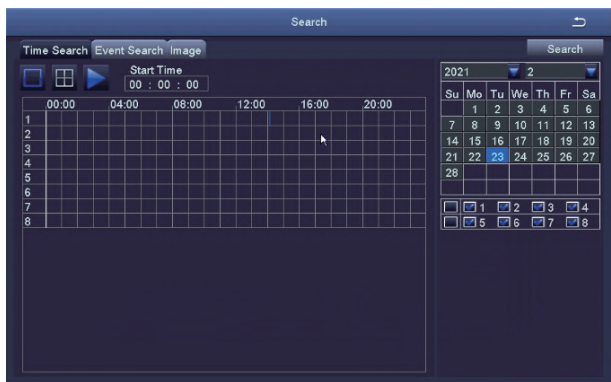 Search
Time Search Event Search Image
Search
Start Time
00 : 00 : 00
00:00 04:00 08:00 12:00 16:00 20:00
1
2
3
4
5
6
7
8
2021 2
Su Mo Tu We Th Fr Sa
1 2 3 4 5 6
7 8 9 10 11 12 13
14 15 16 17 18 19 20
21 22 23 24 25 26 27
28
1 2 3 4
5 6 7 8